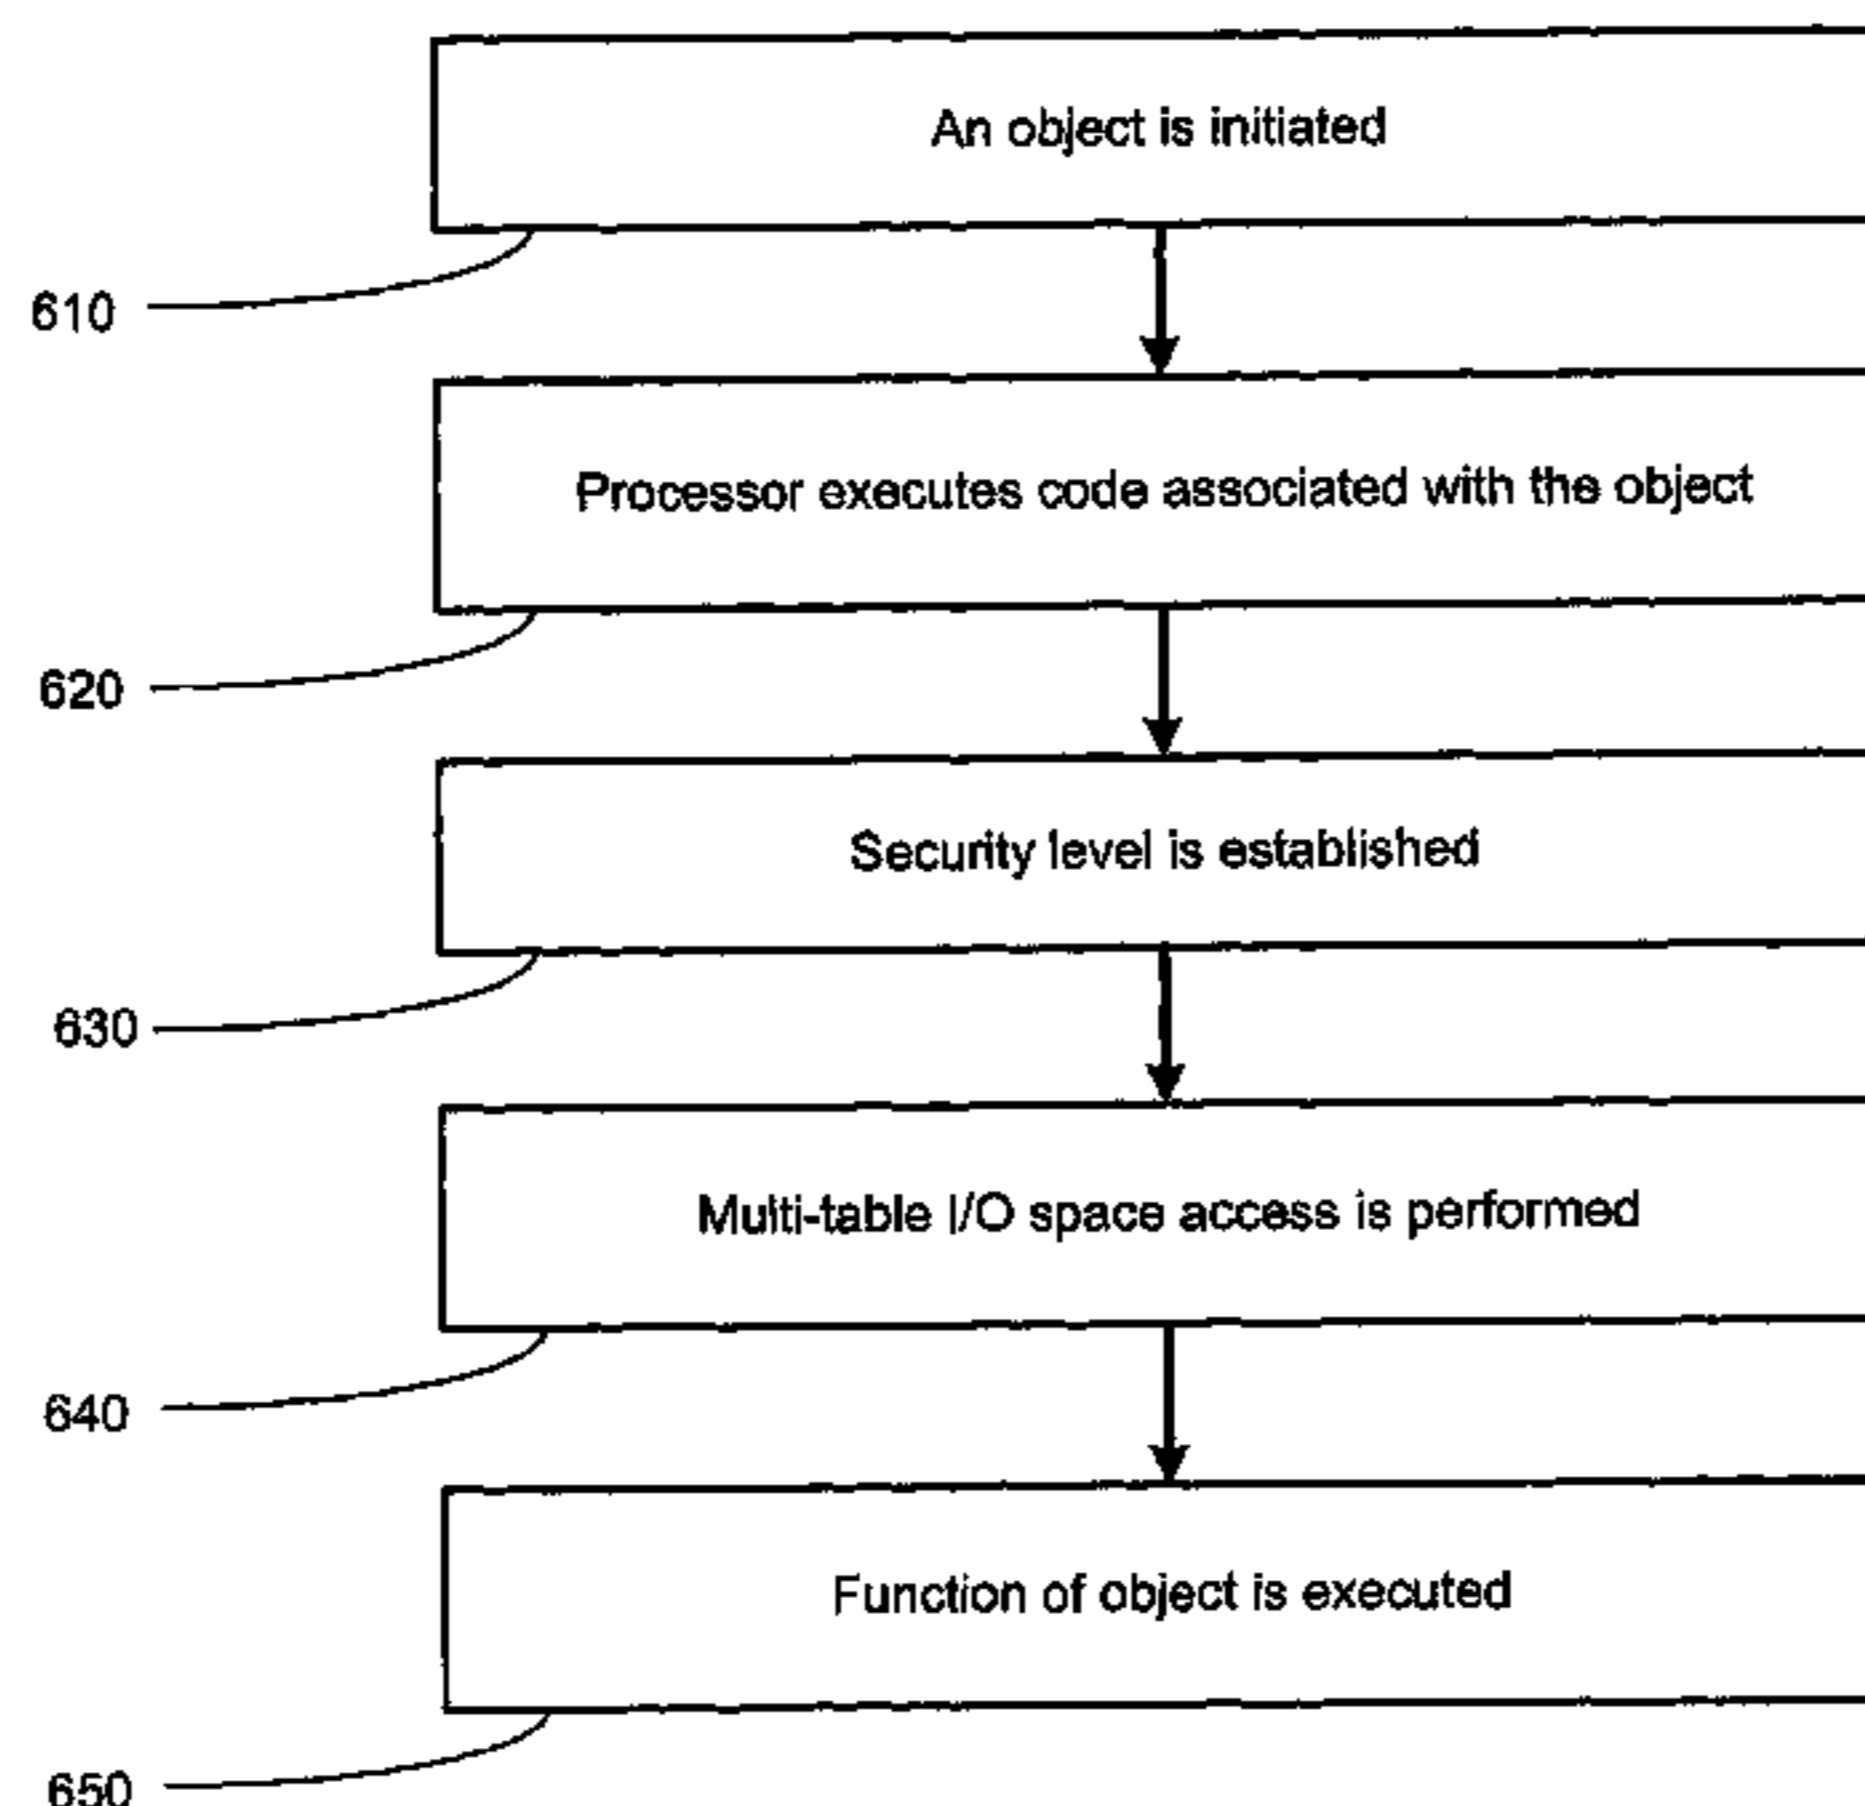 An object is initiated
610
Processor executes code associated with the object
620
Security level is established
630
Multi-table I/O space access is performed
640
Function of object is executed
650